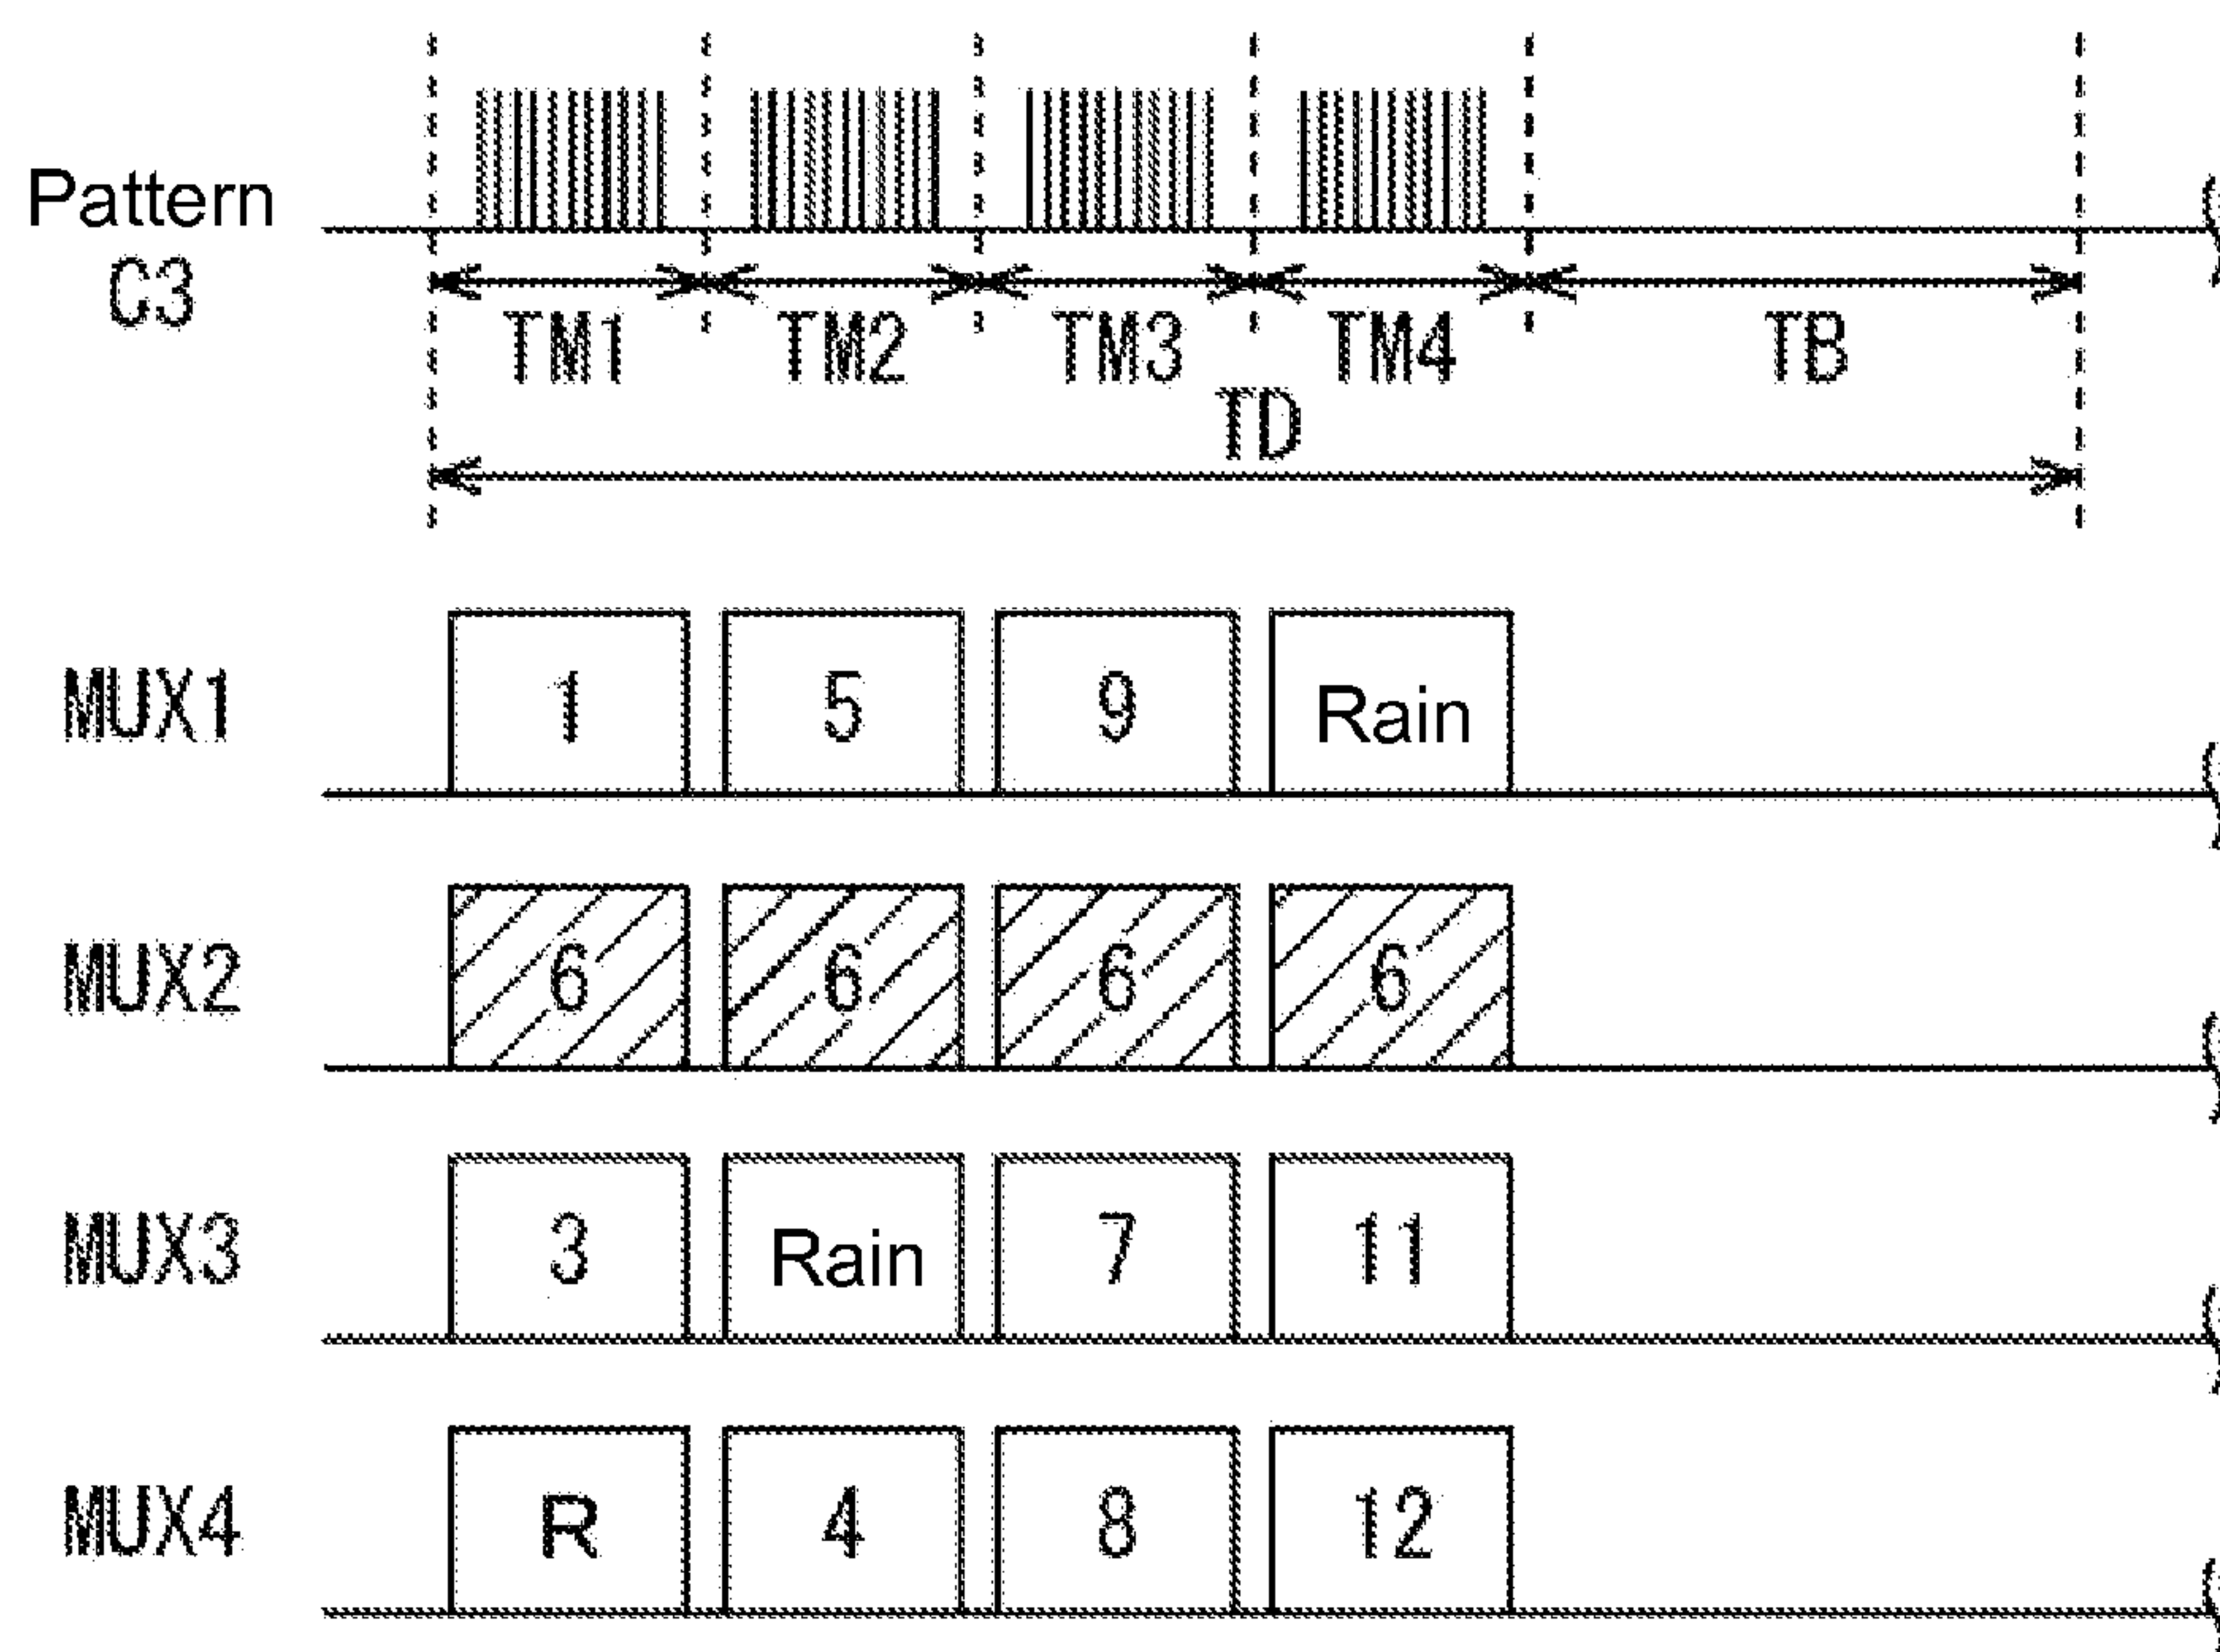 Pattern
C3
TM1 TM2 TM3 TM4 TB
TD
MUX1 1 5 9 Rain
MUX2 6 6 6 6
MUX3 3 Rain 7 11
MUX4 R 4 8 12